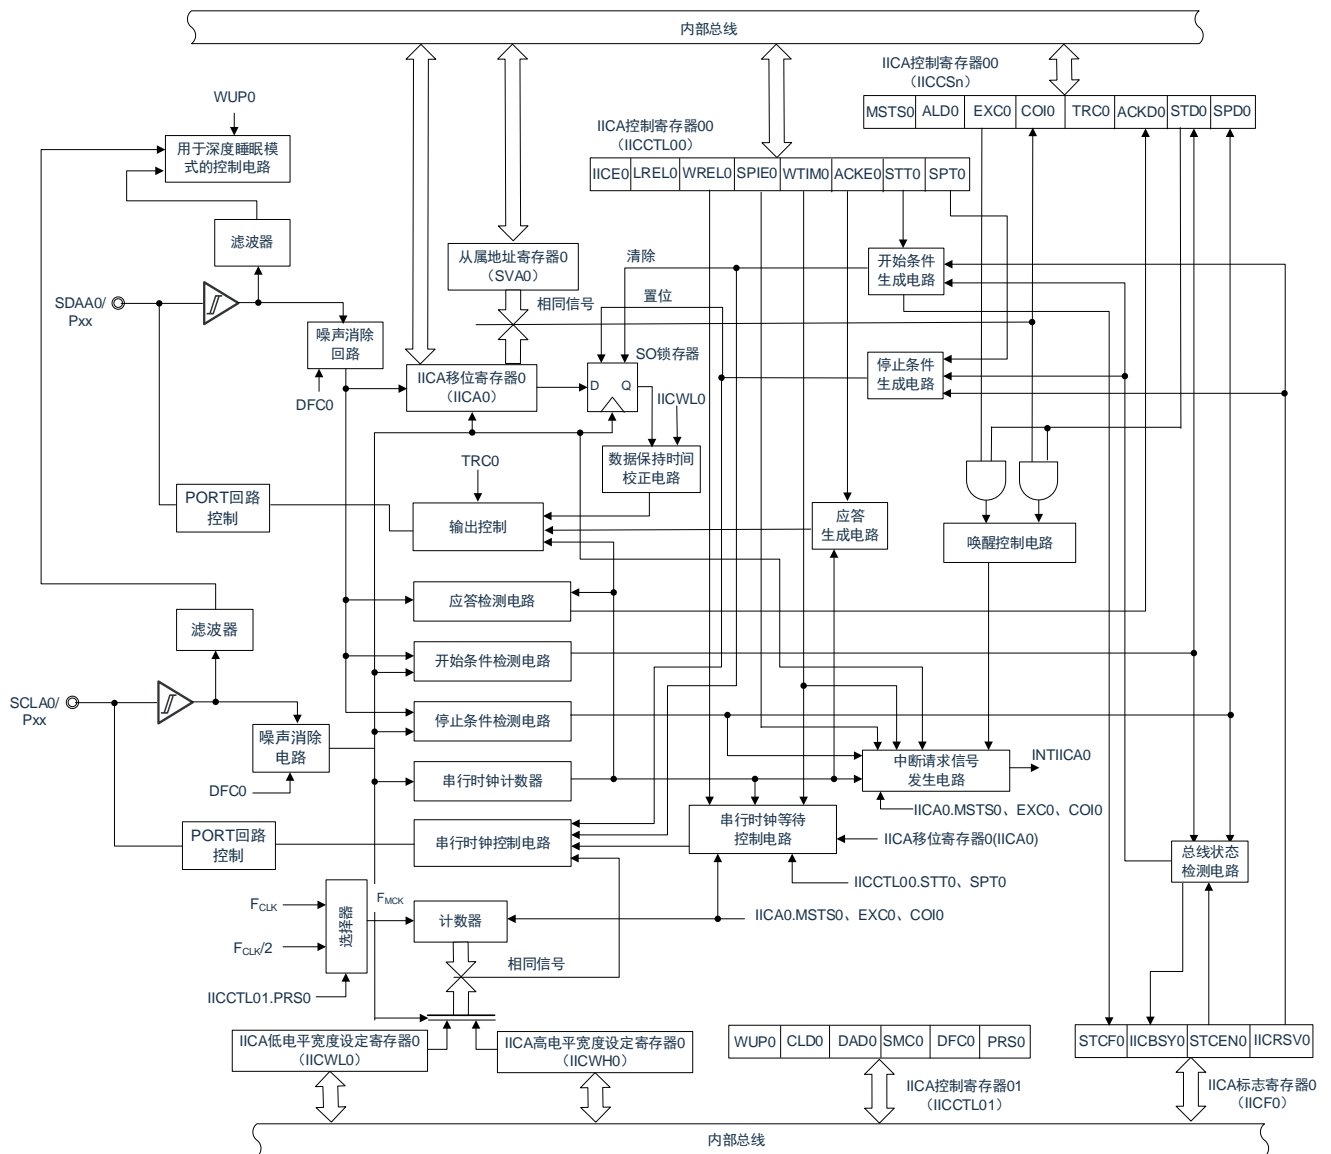 内部总线
IICA控制寄存器00
（IICCSn）
MSTS0 ALD0 EXC0 COI0 TRC0 ACKD0 STD0 SPD0
WUP0
用于深度睡眠模
式的控制电路
IICA控制寄存器00
（IICCTL00）
IICE0 LREL0 WREL0 SPIE0 WTIM0 ACKE0 STT0 SPT0
滤波器
从属地址寄存器0
（SVA0）
清除
开始条件
生成电路
SDAA0/
Pxx
相同信号
置位
噪声消除
回路
DFC0
IICA移位寄存器0
（IICA0）
SO锁存器
D Q
IICWL0
停止条件
生成电路
数据保持时间
校正电路
TRC0
PORT回路
控制
输出控制
应答
生成电路
唤醒控制电路
应答检测电路
滤波器
开始条件检测电路
SCLA0/
Pxx
停止条件检测电路
噪声消除
电路
DFC0
串行时钟计数器
中断请求信号
发生电路
INTIICA0
IICA0.MSTS0、EXC0、COI0
PORT回路
控制
串行时钟控制电路
串行时钟等待
控制电路
IICA移位寄存器0(IICA0)
总线状态
检测电路
IICCTL00.STT0、SPT0
FCLK
FCLK/2
选择器
FMCK
计数器
IICA0.MSTS0、EXC0、COI0
相同信号
IICCTL01.PRS0
IICA低电平宽度设定寄存器0
（IICWL0）
IICA高电平宽度设定寄存器0
（IICWH0）
WUP0 CLD0 DAD0 SMC0 DFC0 PRS0
STCF0 IICBSY0 STCEN0 IICRSV0
IICA控制寄存器01
（IICCTL01）
IICA标志寄存器0
（IICF0）
内部总线